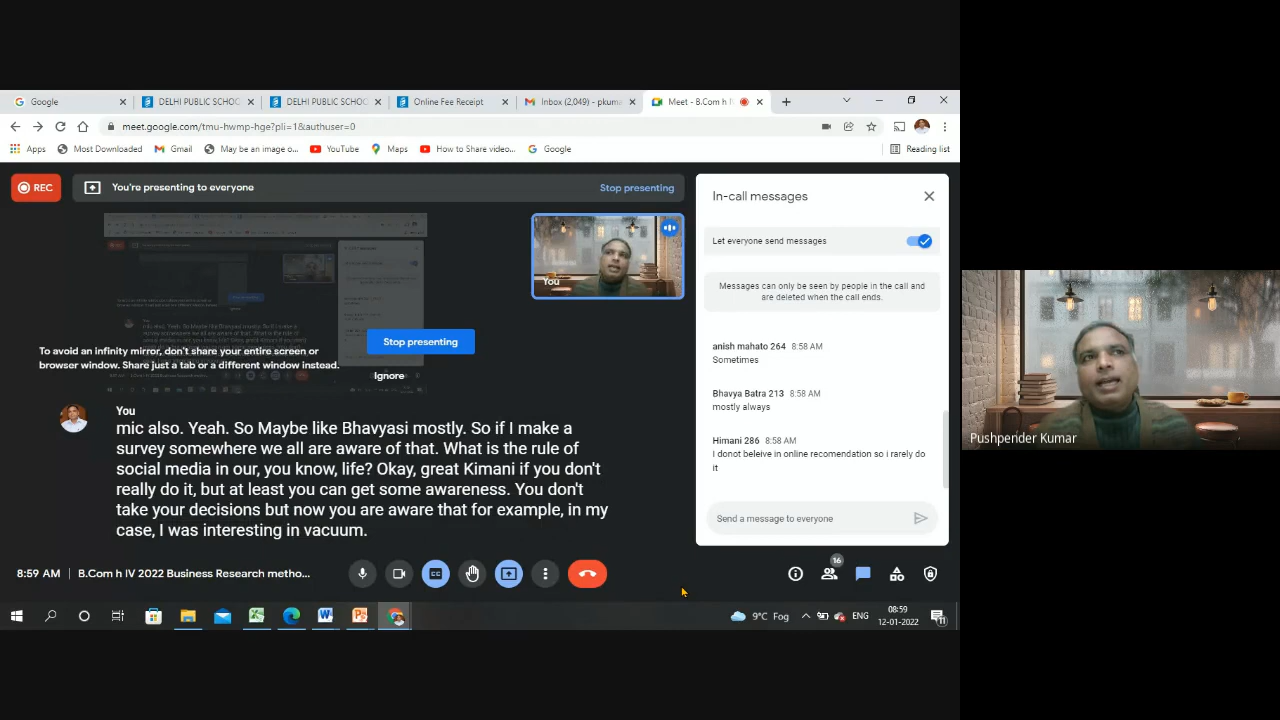 Google
DELHI PUBLIC SCHOO
DELHI PUBLIC SCHOO
Online Fee Receipt
Inbox (2,049) - pkuma
Meet - B.Com h I
meet.google.com/tmu-hwmp-hge?pli=1&authuser=0
Apps
Most Downloaded
Gmail
May be an image o...
YouTube
Maps
How to Share video...
Google
Reading list
REC
You're presenting to everyone
Stop presenting
You
Stop presenting
To avoid an infinity mirror, don't share your entire screen or
browser window. Share just a tab or a different window instead.
Ignore
You
mic also. Yeah. So Maybe like Bhavyasi mostly. So if I make a
survey somewhere we all are aware of that. What is the rule of
social media in our, you know, life? Okay, great Kimani if you don't
really do it, but at least you can get some awareness. You don't
take your decisions but now you are aware that for example, in my
case, I was interesting in vacuum.
In-call messages
Let everyone send messages
Messages can only be seen by people in the call and
are deleted when the call ends.
anish mahato 264 8:58 AM
Sometimes
Bhavya Batra 213 8:58 AM
mostly always
Himani 286 8:58 AM
I donot beleive in online recomendation so i rarely do
it
Send a message to everyone
8:59 AM | B.Com h IV 2022 Business Research metho...
CC
16
9°C Fog
ENG
08:59
12-01-2022
11
Pushpender Kumar